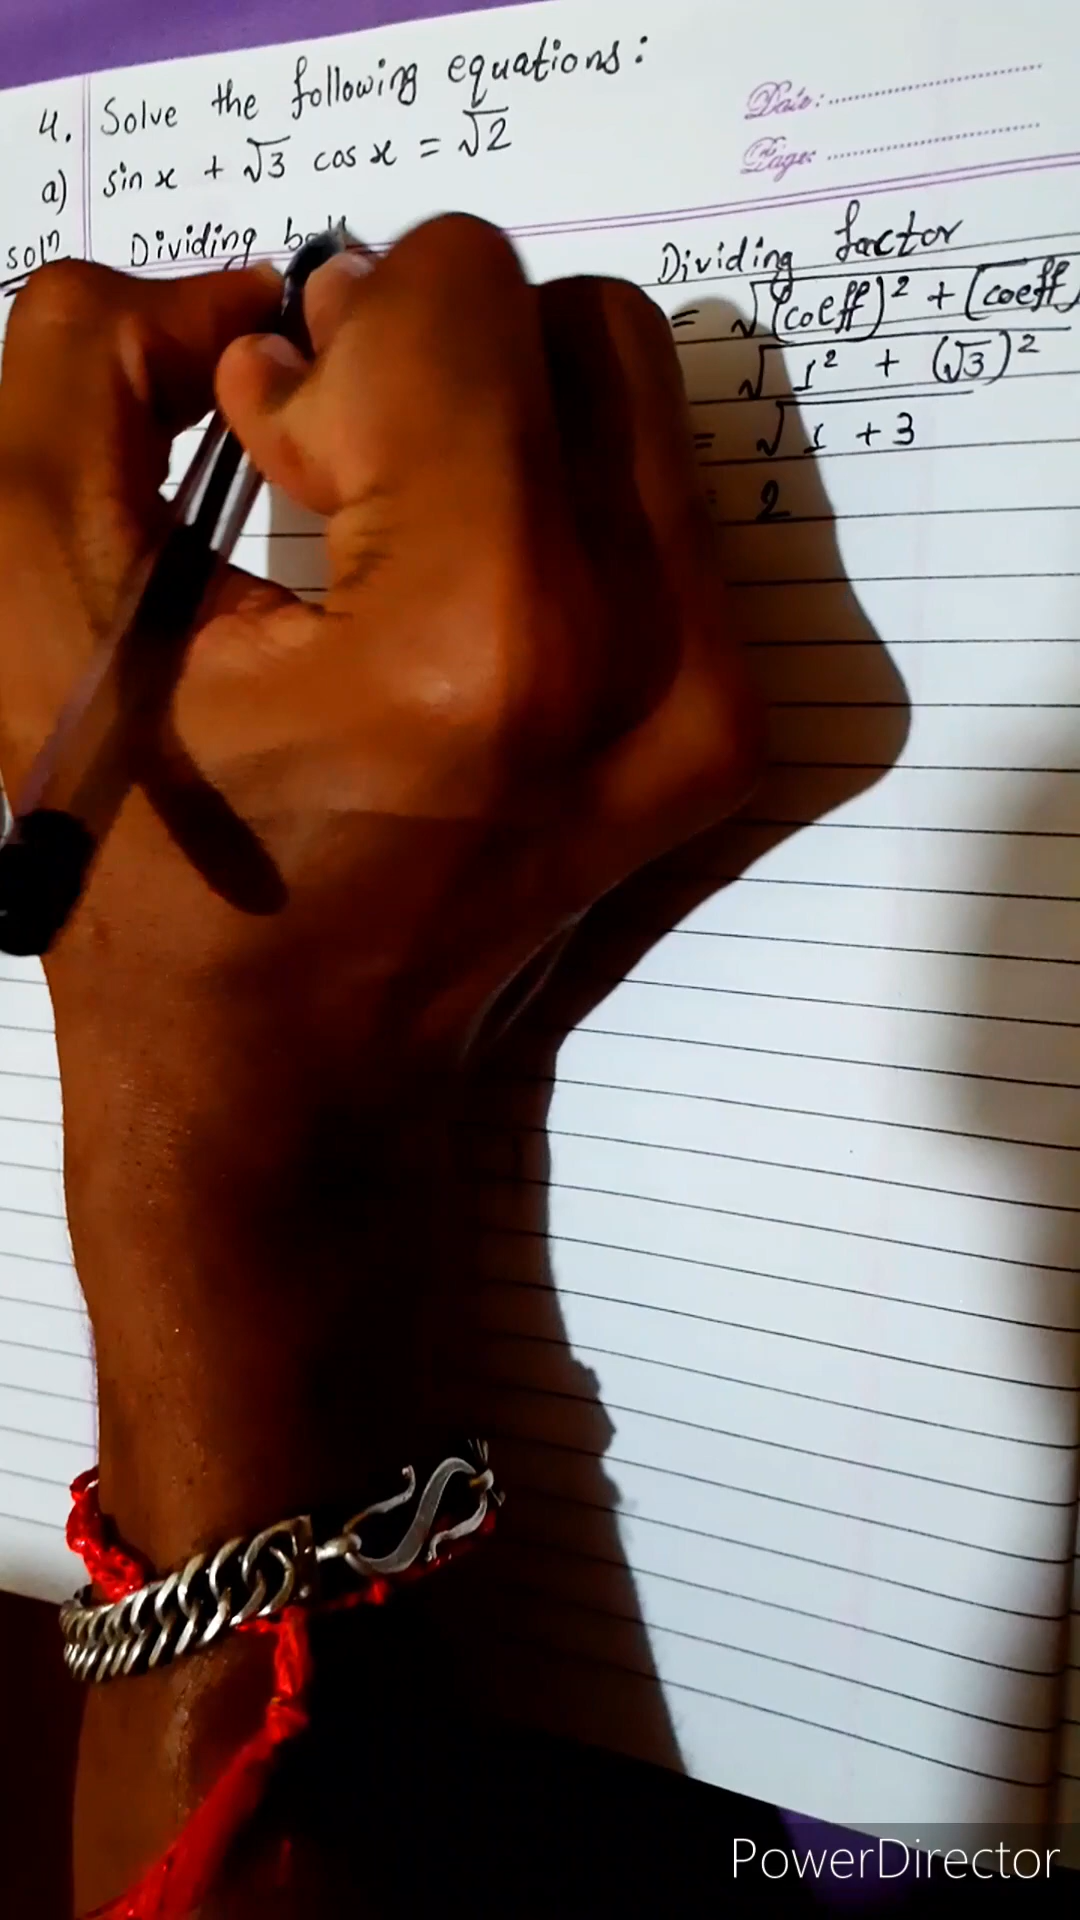 4. Solve the following equations:
a) sin x + √3 cos x = √2
Date:
Page:
solⁿ Dividing both
Dividing factor
= √(coeff)² + (coeff
√1² + (√3)²
= √1 + 3
= 2
PowerDirector